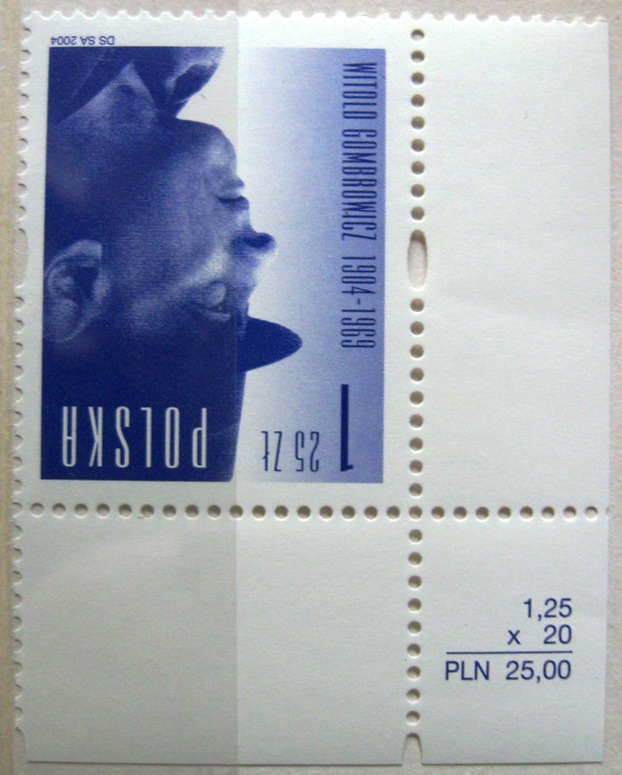 DS SA 2004
WITOLD GOMBROWICZ 1904-1969
1 25 ZŁ
POLSKA
1,25
x 20
PLN 25,00